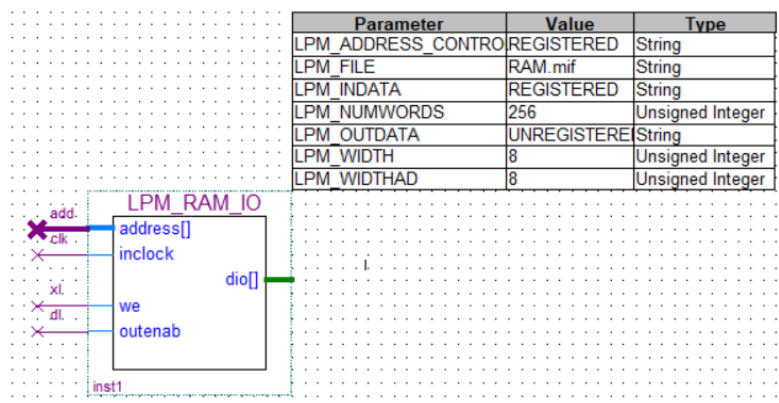 Parameter Value Type
LPM_ADDRESS_CONTRO REGISTERED String
LPM_FILE RAM.mif String
LPM_INDATA REGISTERED String
LPM_NUMWORDS 256 Unsigned Integer
LPM_OUTDATA UNREGISTERE String
LPM_WIDTH 8 Unsigned Integer
LPM_WIDTHAD 8 Unsigned Integer
LPM_RAM_IO
add
address[]
clk
inclock
dio[]
xl
we
dl
outenab
inst1